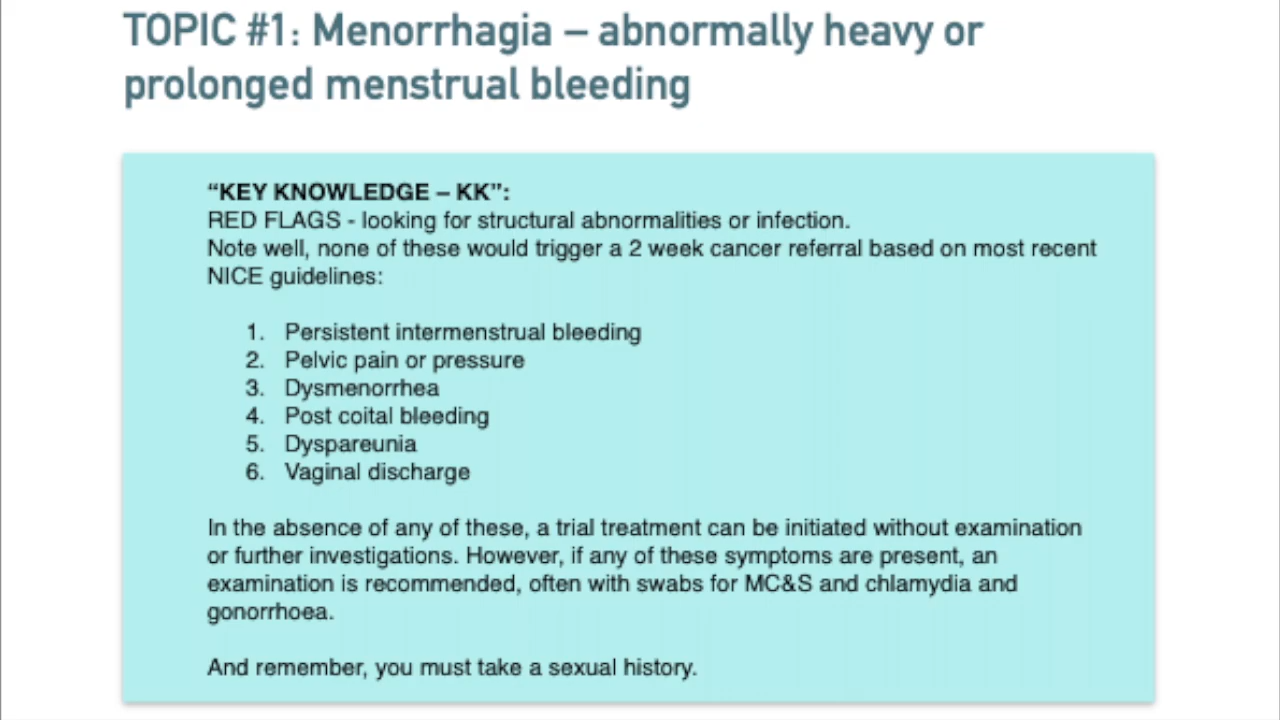 TOPIC #1: Menorrhagia – abnormally heavy or
prolonged menstrual bleeding
“KEY KNOWLEDGE – KK”:
RED FLAGS - looking for structural abnormalities or infection.
Note well, none of these would trigger a 2 week cancer referral based on most recent
NICE guidelines:
1. Persistent intermenstrual bleeding
2. Pelvic pain or pressure
3. Dysmenorrhea
4. Post coital bleeding
5. Dyspareunia
6. Vaginal discharge
In the absence of any of these, a trial treatment can be initiated without examination
or further investigations. However, if any of these symptoms are present, an
examination is recommended, often with swabs for MC&S and chlamydia and
gonorrhoea.
And remember, you must take a sexual history.